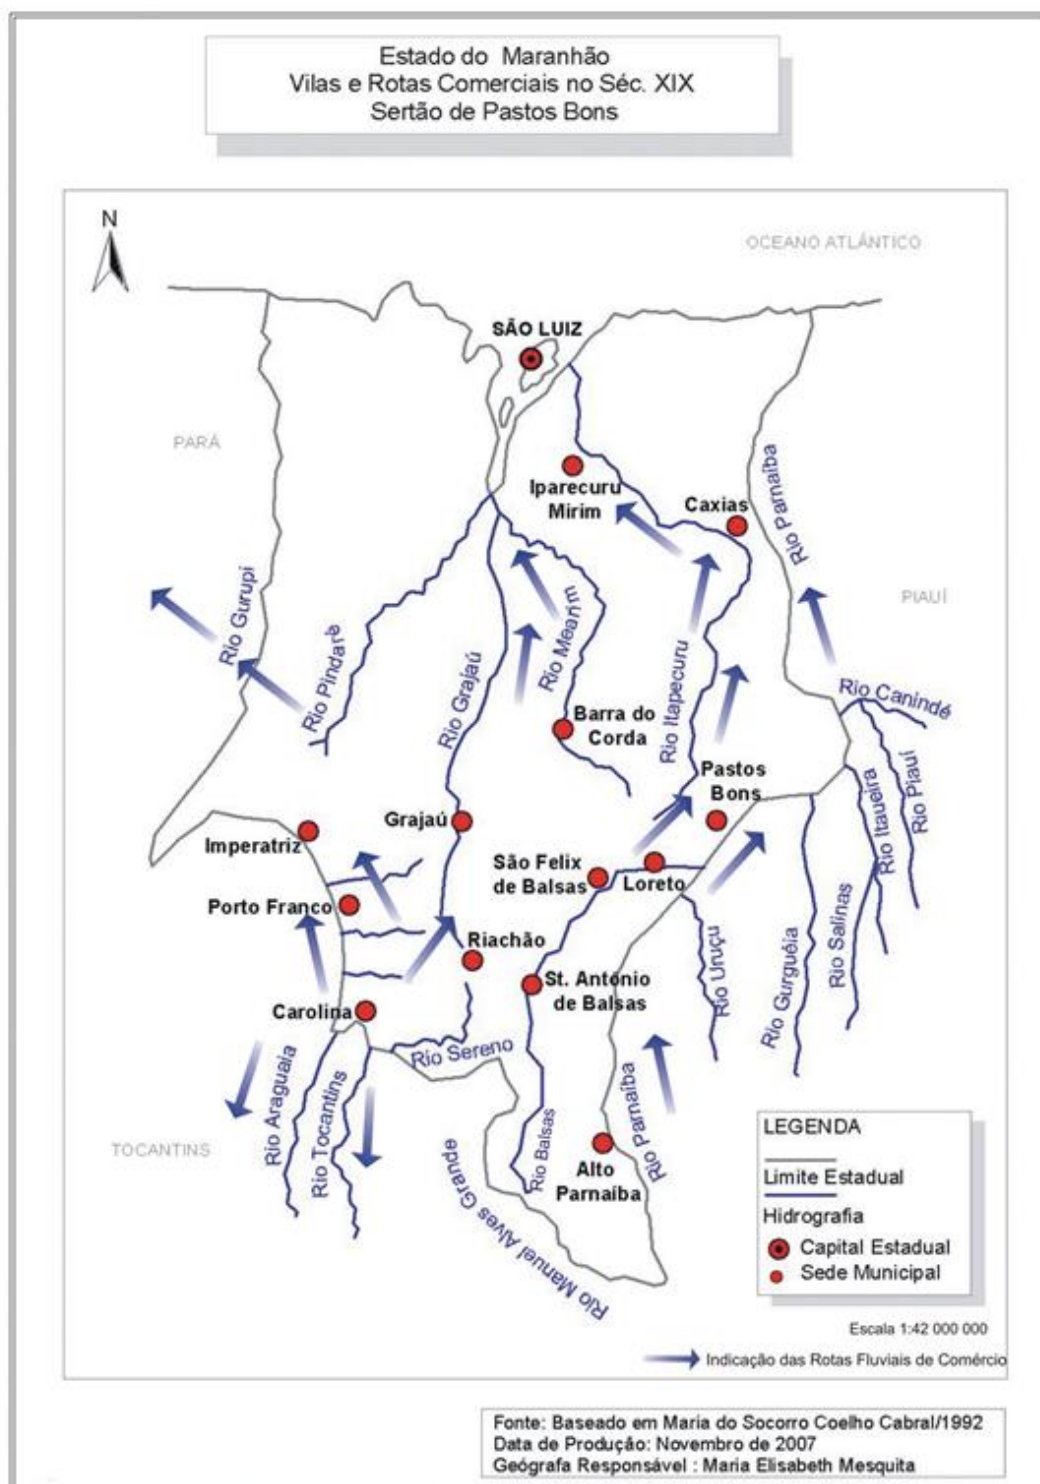 Estado do Maranhão
Vilas e Rotas Comerciais no Séc. XIX
Sertão de Pastos Bons
N
OCEANO ATLÂNTICO
SÃO LUIZ
PARÁ
Iparecuru
Mirim
Caxias
Rio Parnaíba
PIAUÍ
Rio Gurupi
Rio Pindaré
Rio Grajaú
Rio Mearim
Rio Itapecuru
Rio Canindé
Barra do
Corda
Pastos
Bons
Rio Piauí
Rio Itaueira
Imperatriz
Grajaú
São Felix
de Balsas
Loreto
Porto Franco
Rio Salinas
Rio Gurguéia
Rio Uruçu
Riachão
St. Antônio
de Balsas
Carolina
Rio Sereno
Rio Araguaia
Rio Tocantins
TOCANTINS
Rio Manuel Alves Grande
Rio Balsas
Rio Parnaíba
Alto
Parnaíba
LEGENDA
Limite Estadual
Hidrografia
Capital Estadual
Sede Municipal
Escala 1:42 000 000
Indicação das Rotas Fluviais de Comércio
Fonte: Baseado em Maria do Socorro Coelho Cabral/1992
Data de Produção: Novembro de 2007
Geógrafa Responsável : Maria Elisabeth Mesquita